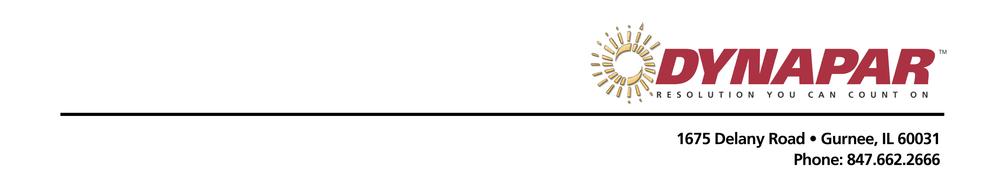 DYNAPAR™
RESOLUTION YOU CAN COUNT ON
1675 Delany Road • Gurnee, IL 60031
Phone: 847.662.2666